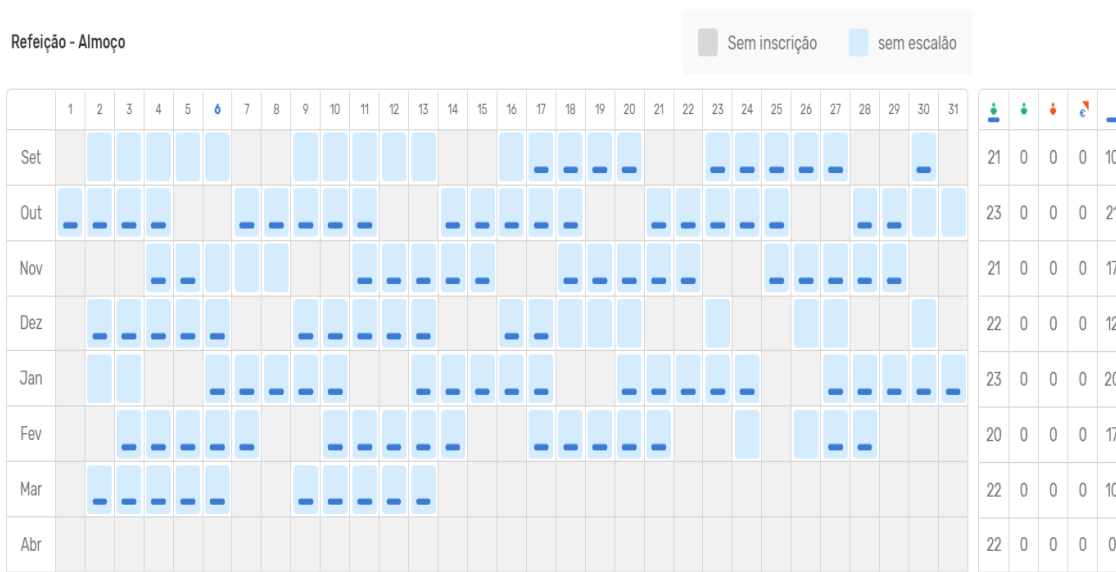 Refeição - Almoço
Sem inscrição sem escalão
1 2 3 4 5 6 7 8 9 10 11 12 13 14 15 16 17 18 19 20 21 22 23 24 25 26 27 28 29 30 31
€
Set 21 0 0 0 10
Out 23 0 0 0 21
Nov 21 0 0 0 17
Dez 22 0 0 0 12
Jan 23 0 0 0 20
Fev 20 0 0 0 17
Mar 22 0 0 0 10
Abr 22 0 0 0 0